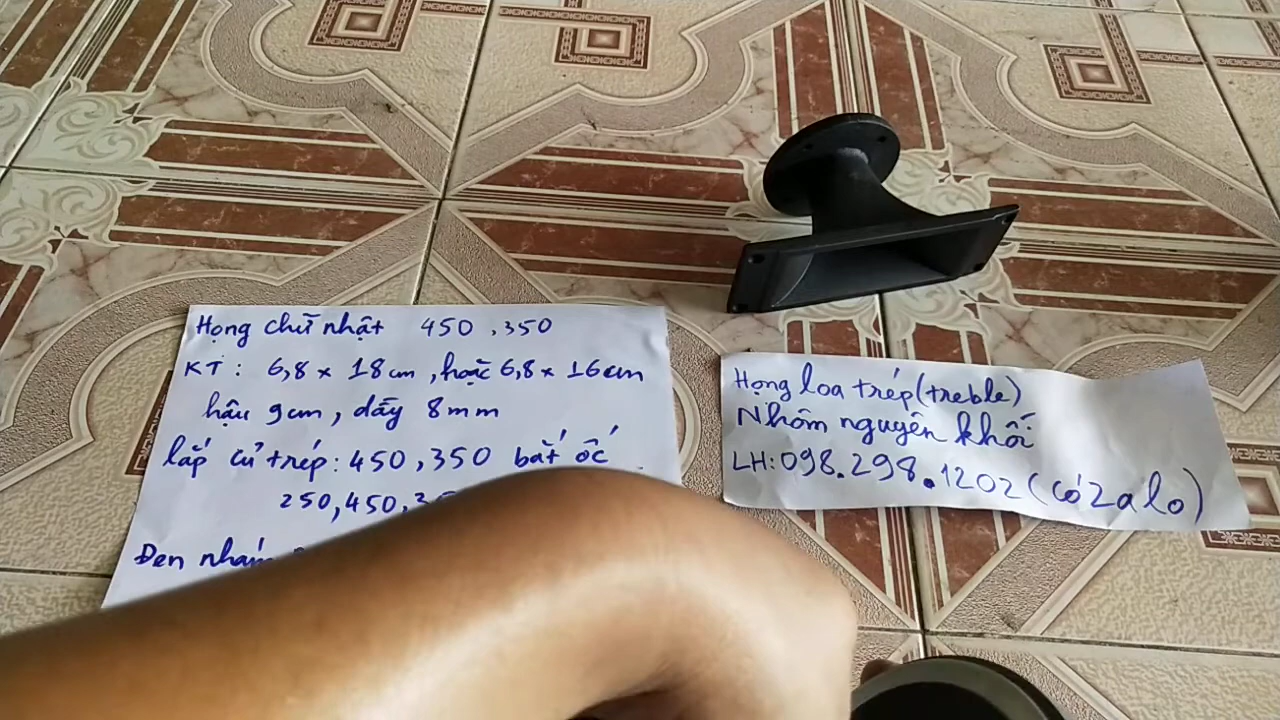 Họng chữ nhật 450,350
KT: 6,8 x 18cm, hoặc 6,8 x 16cm
hậu 9cm, dầy 8mm
lắp củ trép: 450,350 bắt ốc
250,450,
Đen nhám
Họng loa trép(treble)
Nhôm nguyên khối
LH:098.298.1202(có zalo)